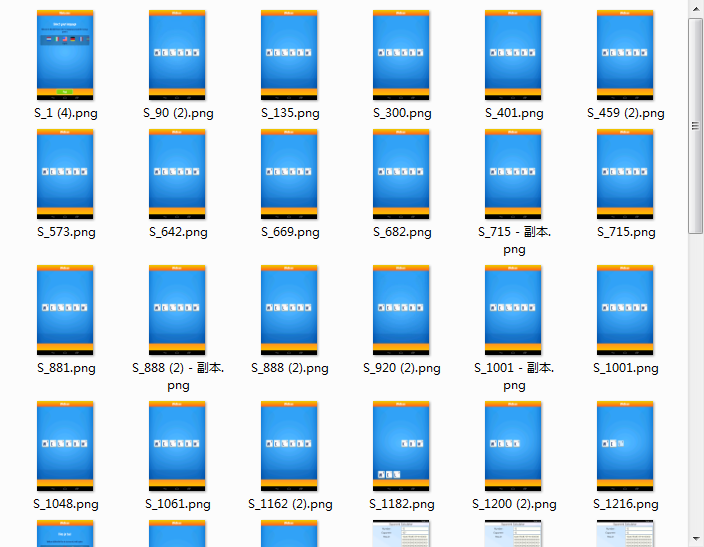 S_1 (4).png
S_90 (2).png
S_135.png
S_300.png
S_401.png
S_459 (2).png
S_573.png
S_642.png
S_669.png
S_682.png
S_715 - 副本.
png
S_715.png
S_881.png
S_888 (2) - 副本.
png
S_888 (2).png
S_920 (2).png
S_1001 - 副本.
png
S_1001.png
S_1048.png
S_1061.png
S_1162 (2).png
S_1182.png
S_1200 (2).png
S_1216.png